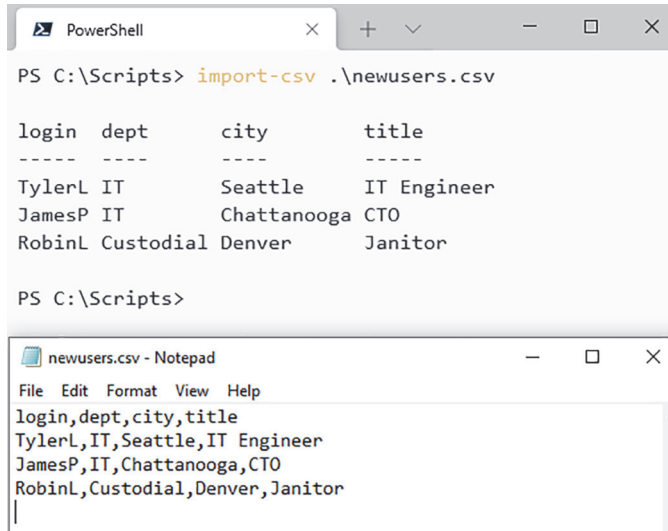 PowerShell
PS C:\Scripts> import-csv .\newusers.csv
login dept city title
----- ---- ---- -----
TylerL IT Seattle IT Engineer
JamesP IT Chattanooga CTO
RobinL Custodial Denver Janitor
PS C:\Scripts>
newusers.csv - Notepad
File Edit Format View Help
login,dept,city,title
TylerL,IT,Seattle,IT Engineer
JamesP,IT,Chattanooga,CTO
RobinL,Custodial,Denver,Janitor